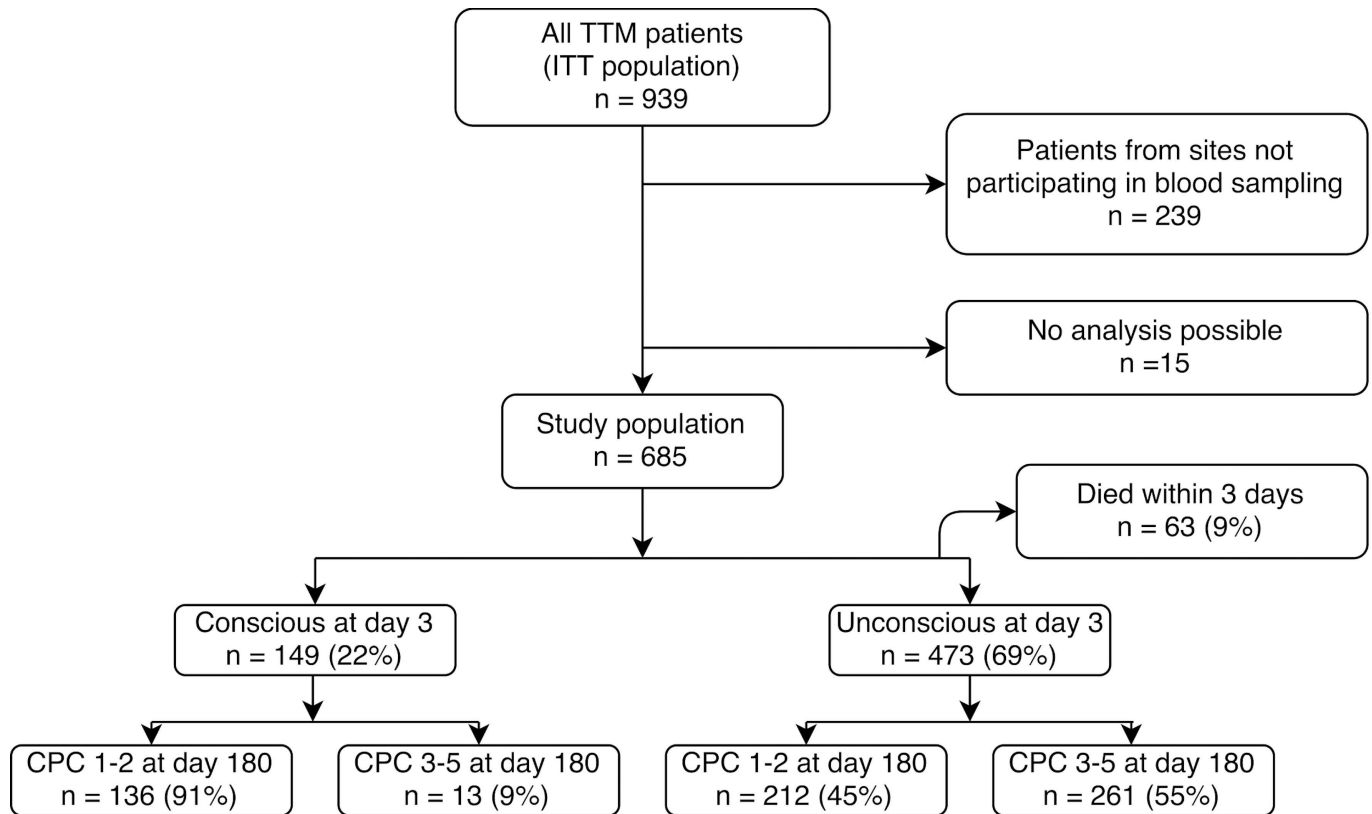 All TTM patients
(ITT population)
n = 939
Patients from sites not
participating in blood sampling
n = 239
No analysis possible
n =15
Study population
n = 685
Died within 3 days
n = 63 (9%)
Conscious at day 3
n = 149 (22%)
Unconscious at day 3
n = 473 (69%)
CPC 1-2 at day 180
n = 136 (91%)
CPC 3-5 at day 180
n = 13 (9%)
CPC 1-2 at day 180
n = 212 (45%)
CPC 3-5 at day 180
n = 261 (55%)